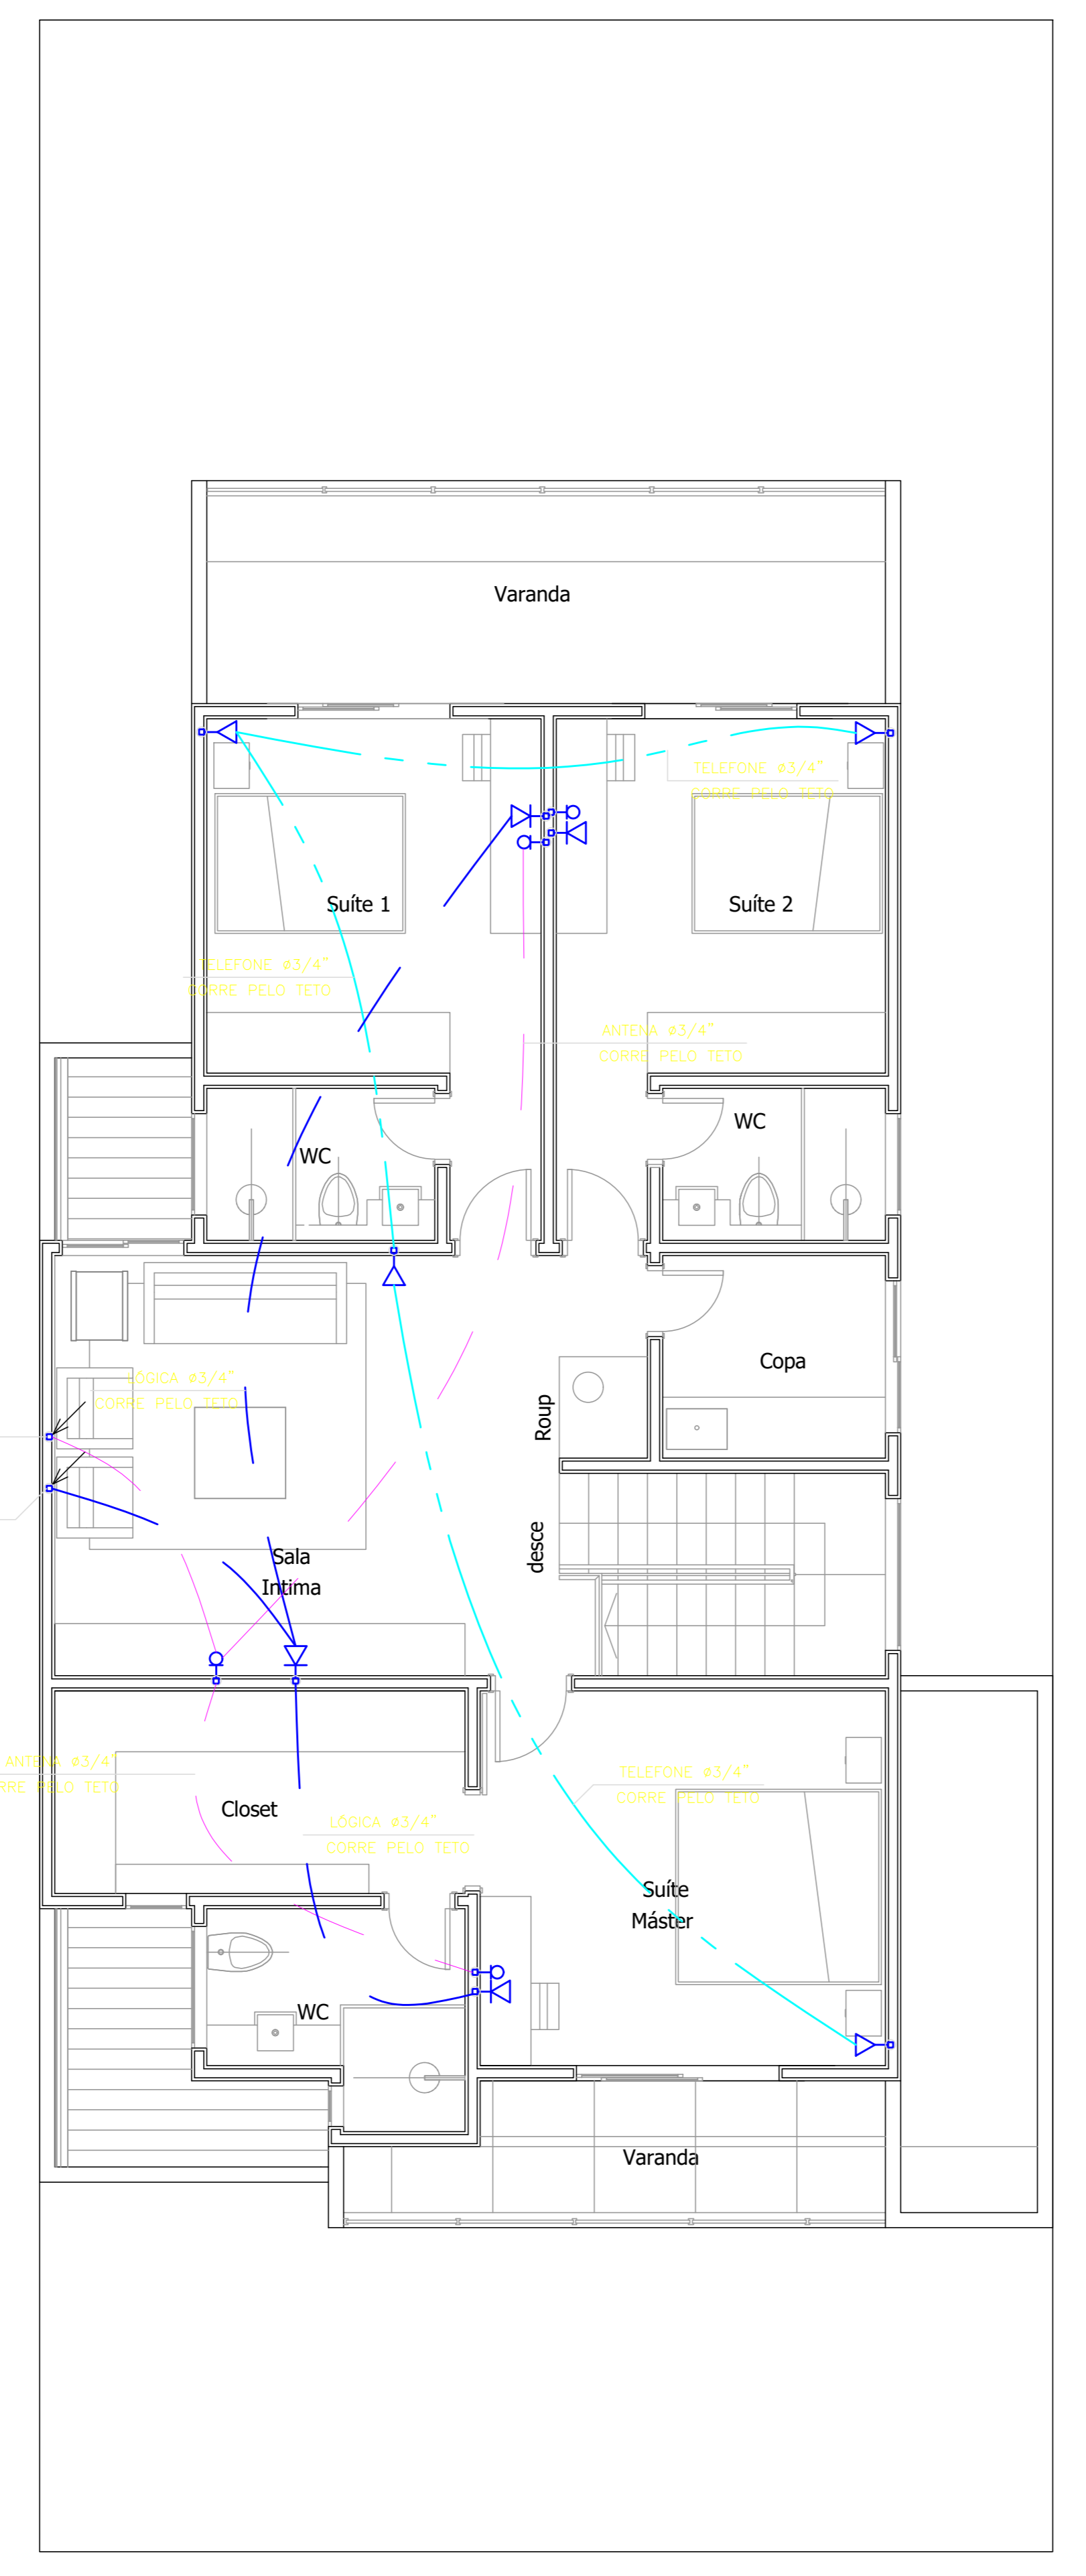 Varanda
TELEFONE ø3/4"
CORRE PELO TETO
Suíte 1
Suíte 2
TELEFONE ø3/4"
CORRE PELO TETO
ANTENA ø3/4"
CORRE PELO TETO
WC
WC
Copa
LÓGICA ø3/4"
CORRE PELO TETO
Roup
desce
Sala
Intima
ANTENA ø3/4"
RRE PELO TETO
TELEFONE ø3/4"
CORRE PELO TETO
Closet
LÓGICA ø3/4"
CORRE PELO TETO
Suíte
Máster
WC
Varanda